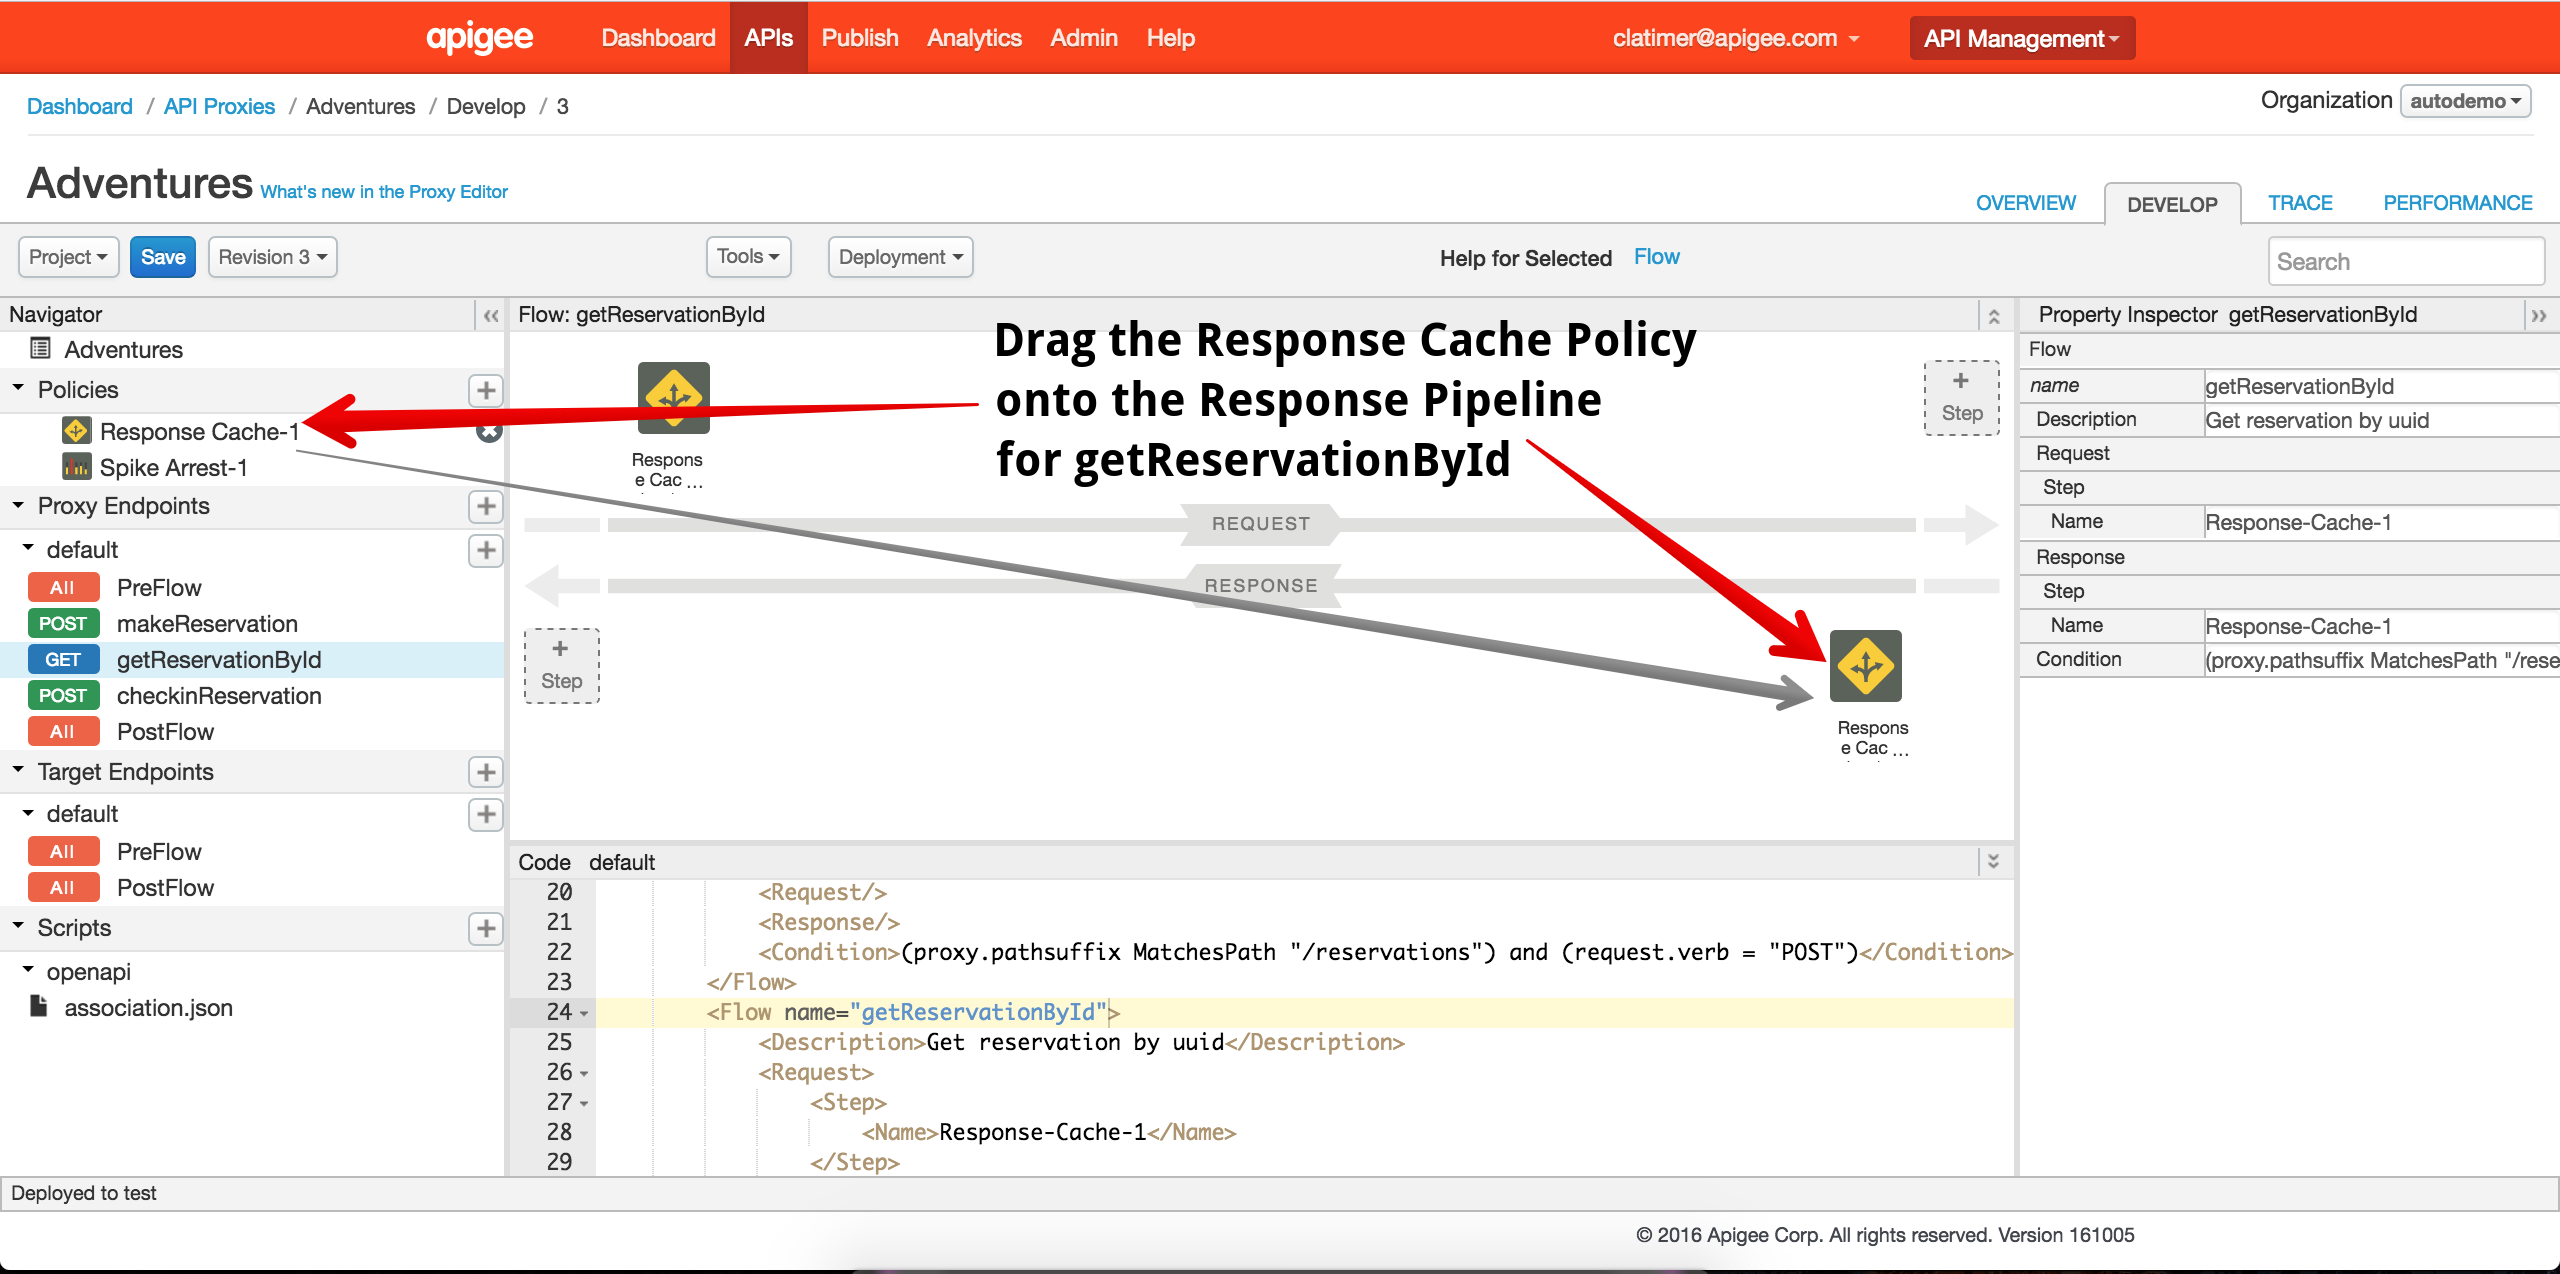 apigee Dashboard APIs Publish Analytics Admin Help clatimer@apigee.com API Management
Dashboard / API Proxies / Adventures / Develop / 3 Organization autodemo
Adventures What's new in the Proxy Editor OVERVIEW DEVELOP TRACE PERFORMANCE
Project Save Revision 3 Tools Deployment Help for Selected Flow Search
Navigator
Adventures
Policies
Response Cache-1
Spike Arrest-1
Proxy Endpoints
default
All PreFlow
POST makeReservation
GET getReservationById
POST checkinReservation
All PostFlow
Target Endpoints
default
All PreFlow
All PostFlow
Scripts
openapi
association.json
Flow: getReservationById
Drag the Response Cache Policy
onto the Response Pipeline
for getReservationById
Respons
e Cac ...
+
Step
REQUEST
RESPONSE
+
Step
Respons
e Cac ...
Code default
20 <Request/>
21 <Response/>
22 <Condition>(proxy.pathsuffix MatchesPath "/reservations") and (request.verb = "POST")</Condition>
23 </Flow>
24 <Flow name="getReservationById">
25 <Description>Get reservation by uuid</Description>
26 <Request>
27 <Step>
28 <Name>Response-Cache-1</Name>
29 </Step>
Property Inspector getReservationById
Flow
name getReservationById
Description Get reservation by uuid
Request
Step
Name Response-Cache-1
Response
Step
Name Response-Cache-1
Condition (proxy.pathsuffix MatchesPath "/rese
Deployed to test
© 2016 Apigee Corp. All rights reserved. Version 161005